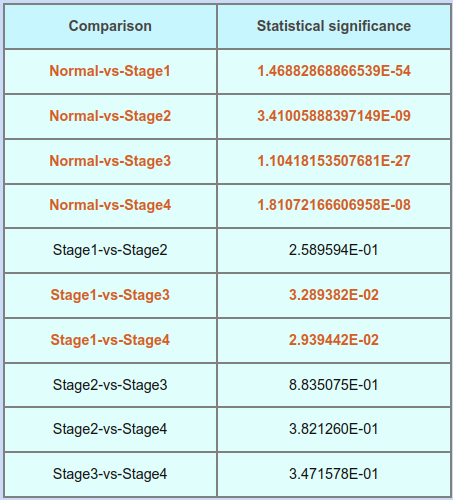 Comparison Statistical significance
Normal-vs-Stage1 1.46882868866539E-54
Normal-vs-Stage2 3.41005888397149E-09
Normal-vs-Stage3 1.10418153507681E-27
Normal-vs-Stage4 1.81072166606958E-08
Stage1-vs-Stage2 2.589594E-01
Stage1-vs-Stage3 3.289382E-02
Stage1-vs-Stage4 2.939442E-02
Stage2-vs-Stage3 8.835075E-01
Stage2-vs-Stage4 3.821260E-01
Stage3-vs-Stage4 3.471578E-01